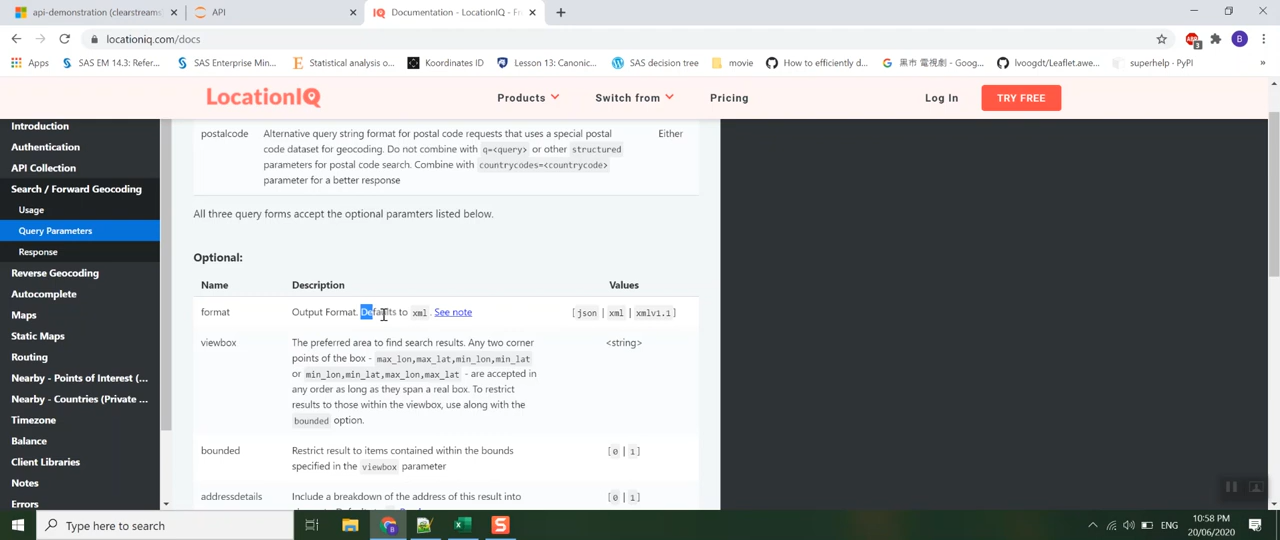 api-demonstration (clearstreams
API
Documentation - LocationIQ - Fr
locationiq.com/docs
3
B
Apps
SAS EM 14.3: Refer...
SAS Enterprise Min...
Statistical analysis o...
Koordinates ID
Lesson 13: Canonic...
SAS decision tree
movie
How to efficiently d...
黑市 電視劇 - Goog...
lvoogdt/Leaflet.awe...
superhelp · PyPI
»
LocationIQ
Products
Switch from
Pricing
Log In
TRY FREE
Introduction
Authentication
API Collection
Search / Forward Geocoding
Usage
Query Parameters
Response
Reverse Geocoding
Autocomplete
Maps
Static Maps
Routing
Nearby - Points of Interest (...
Nearby - Countries (Private ...
Timezone
Balance
Client Libraries
Notes
Errors
postalcode Alternative query string format for postal code requests that uses a special postal Either
code dataset for geocoding. Do not combine with q=<query> or other structured
parameters for postal code search. Combine with countrycodes=<countrycode>
parameter for a better response
All three query forms accept the optional paramters listed below.
Optional:
Name Description Values
format Output Format. Defaults to xml . See note [ json | xml | xmlv1.1 ]
viewbox The preferred area to find search results. Any two corner <string>
points of the box - max_lon,max_lat,min_lon,min_lat
or min_lon,min_lat,max_lon,max_lat - are accepted in
any order as long as they span a real box. To restrict
results to those within the viewbox, use along with the
bounded option.
bounded Restrict result to items contained within the bounds [ 0 | 1 ]
specified in the viewbox parameter
addressdetails Include a breakdown of the address of this result into [ 0 | 1 ]
Type here to search
ENG
10:58 PM
20/06/2020